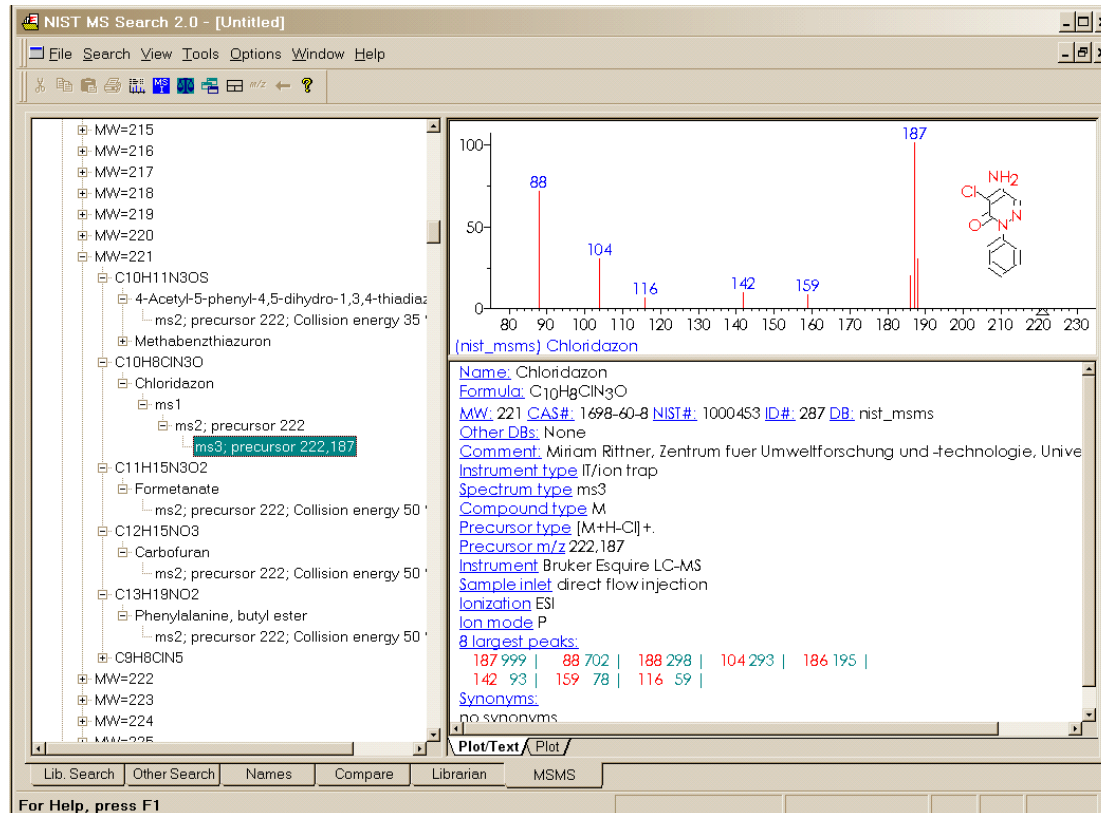 NIST MS Search 2.0 - [Untitled]
File Search View Tools Options Window Help
MS
m/z
MW=215
MW=216
MW=217
MW=218
MW=219
MW=220
MW=221
C10H11N3OS
4-Acetyl-5-phenyl-4,5-dihydro-1,3,4-thiadiaz
ms2; precursor 222; Collision energy 35
Methabenzthiazuron
C10H8ClN3O
Chloridazon
ms1
ms2; precursor 222
ms3; precursor 222,187
C11H15N3O2
Formetanate
ms2; precursor 222; Collision energy 50
C12H15NO3
Carbofuran
ms2; precursor 222; Collision energy 50
C13H19NO2
Phenylalanine, butyl ester
ms2; precursor 222; Collision energy 50
C9H8ClN5
MW=222
MW=223
MW=224
MW=225
100
50
0
88
104
116
142
159
187
NH2
Cl
N
O
N
80 90 100 110 120 130 140 150 160 170 180 190 200 210 220 230
(nist_msms) Chloridazon
Name: Chloridazon
Formula: C10H8ClN3O
MW: 221 CAS#: 1698-60-8 NIST#: 1000453 ID#: 287 DB: nist_msms
Other DBs: None
Comment: Miriam Rittner, Zentrum fuer Umweltforschung und -technologie, Unive
Instrument type IT/ion trap
Spectrum type ms3
Compound type M
Precursor type [M+H-Cl]+.
Precursor m/z 222,187
Instrument Bruker Esquire LC-MS
Sample inlet direct flow injection
Ionization ESI
Ion mode P
8 largest peaks:
187 999 | 88 702 | 188 298 | 104 293 | 186 195 |
142 93 | 159 78 | 116 59 |
Synonyms:
no synonyms
Plot/Text Plot
Lib. Search Other Search Names Compare Librarian MSMS
For Help, press F1